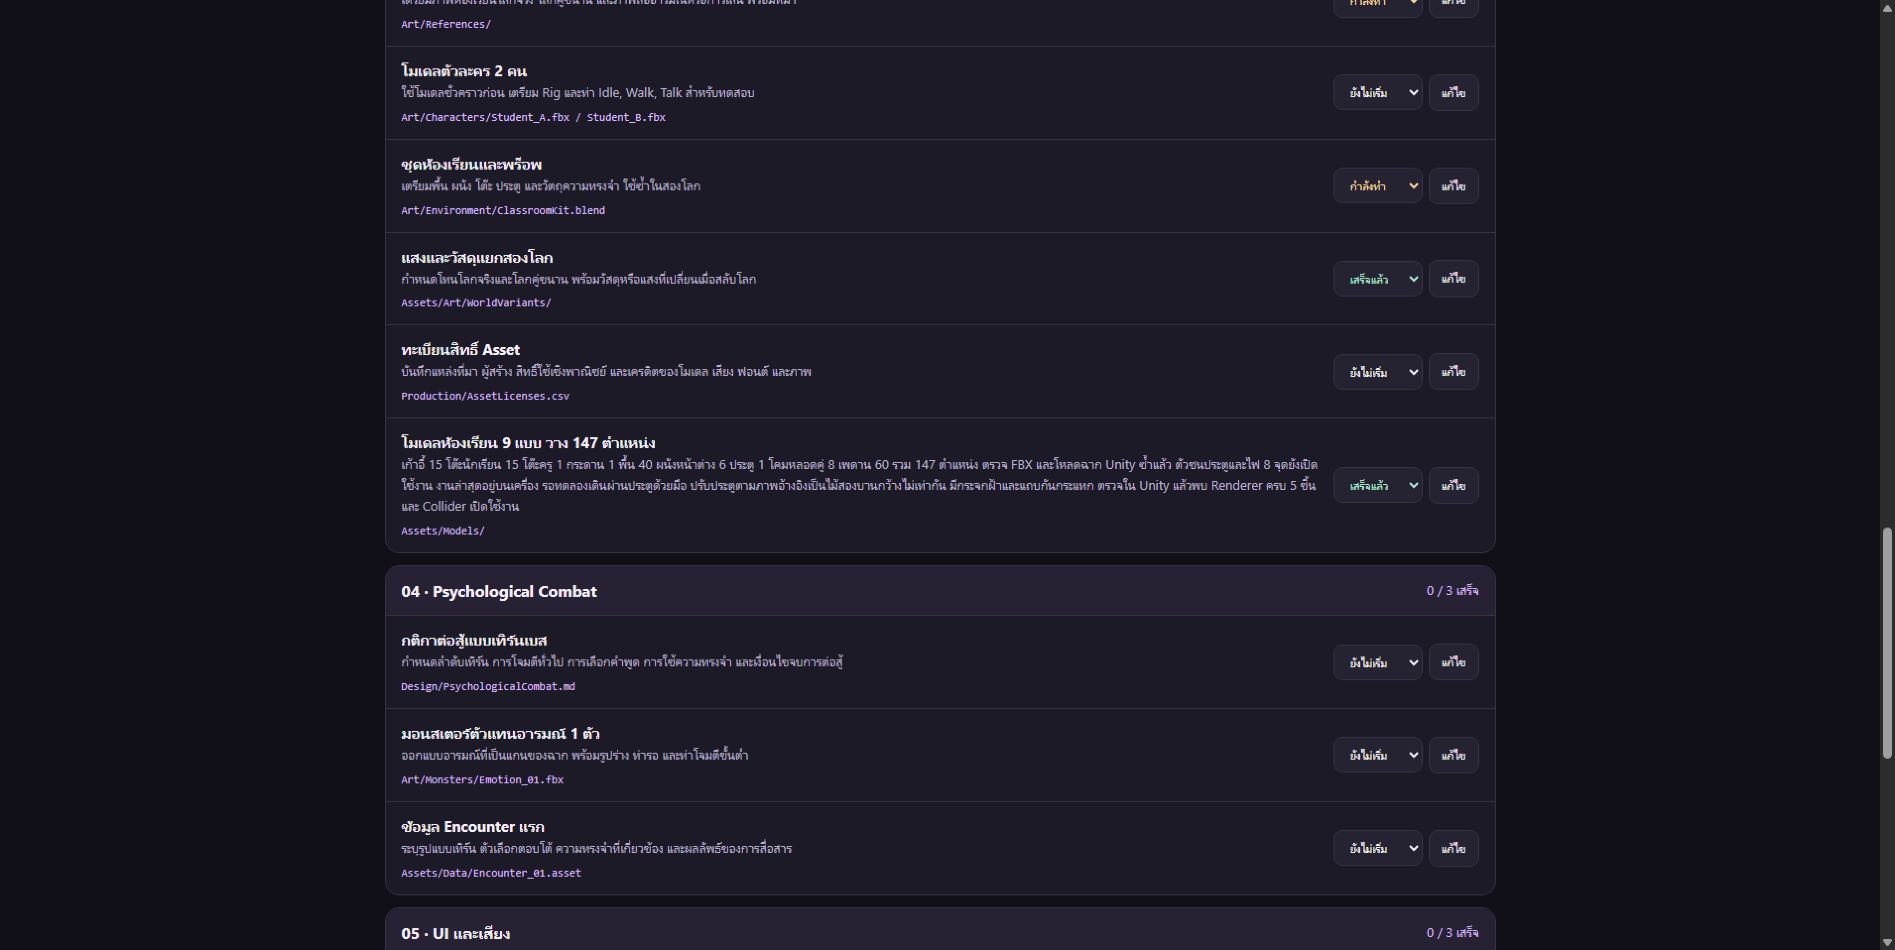 Art/References/
โมเดลตัวละคร 2 คน
ใช้โมเดลชั่วคราวก่อน เตรียม Rig และท่า Idle, Walk, Talk สำหรับทดสอบ
Art/Characters/Student_A.fbx / Student_B.fbx
ยังไม่เริ่ม
แก้ไข
ชุดห้องเรียนและพร็อพ
เตรียมพื้น ผนัง โต๊ะ ประตู และวัตถุความทรงจำ ใช้ซ้ำในสองโลก
Art/Environment/ClassroomKit.blend
กำลังทำ
แก้ไข
แสงและวัสดุแยกสองโลก
กำหนดโทนโลกจริงและโลกคู่ขนาน พร้อมวัสดุหรือแสงที่เปลี่ยนเมื่อสลับโลก
Assets/Art/WorldVariants/
เสร็จแล้ว
แก้ไข
ทะเบียนสิทธิ์ Asset
บันทึกแหล่งที่มา ผู้สร้าง สิทธิ์ใช้เชิงพาณิชย์ และเครดิตของโมเดล เสียง ฟอนต์ และภาพ
Production/AssetLicenses.csv
ยังไม่เริ่ม
แก้ไข
โมเดลห้องเรียน 9 แบบ วาง 147 ตำแหน่ง
เก้าอี้ 15 โต๊ะนักเรียน 15 โต๊ะครู 1 กระดาน 1 พื้น 40 ผนังหน้าต่าง 6 ประตู 1 โคมหลอดคู่ 8 เพดาน 60 รวม 147 ตำแหน่ง ตรวจ FBX และโหลดฉาก Unity ซ้ำแล้ว ตัวชนประตูและไฟ 8 จุดยังเปิด
ใช้งาน งานล่าสุดอยู่บนเครื่อง รอทดลองเดินผ่านประตูด้วยมือ ปรับประตูตามภาพอ้างอิงเป็นไม้สองบานกว้างไม่เท่ากัน มีกระจกฝ้าและแถบกันกระแทก ตรวจใน Unity แล้วพบ Renderer ครบ 5 ชิ้น
และ Collider เปิดใช้งาน
Assets/Models/
เสร็จแล้ว
แก้ไข
04 · Psychological Combat
0 / 3 เสร็จ
กติกาต่อสู้แบบเทิร์นเบส
กำหนดลำดับเทิร์น การโจมตีทั่วไป การเลือกคำพูด การใช้ความทรงจำ และเงื่อนไขจบการต่อสู้
Design/PsychologicalCombat.md
ยังไม่เริ่ม
แก้ไข
มอนสเตอร์ตัวแทนอารมณ์ 1 ตัว
ออกแบบอารมณ์ที่เป็นแกนของฉาก พร้อมรูปร่าง ท่ารอ และท่าโจมตีขั้นต่ำ
Art/Monsters/Emotion_01.fbx
ยังไม่เริ่ม
แก้ไข
ข้อมูล Encounter แรก
ระบุรูปแบบเทิร์น ตัวเลือกตอบโต้ ความทรงจำที่เกี่ยวข้อง และผลลัพธ์ของการสื่อสาร
Assets/Data/Encounter_01.asset
ยังไม่เริ่ม
แก้ไข
05 · UI และเสียง
0 / 3 เสร็จ